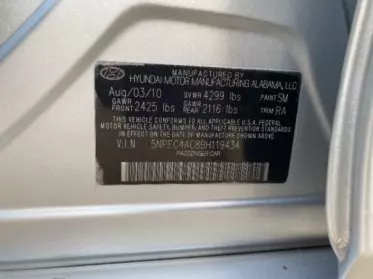 MANUFACTURED BY
HYUNDAI MOTOR MANUFACTURING ALABAMA, LLC
Aug/03/10 GVWR 4299 lbs PAINT SM
GAWR FRONT 2425 lbs GAWR REAR 2116 lbs TRIM RA
THIS VEHICLE CONFORMS TO ALL APPLICABLE U.S.A. FEDERAL
MOTOR VEHICLE SAFETY, BUMPER, AND THEFT PREVENTION STANDARDS
IN EFFECT ON THE DATE OF MANUFACTURE SHOWN ABOVE.
V.I.N 5NPEC4AC8BH119434
PASSENGER CAR